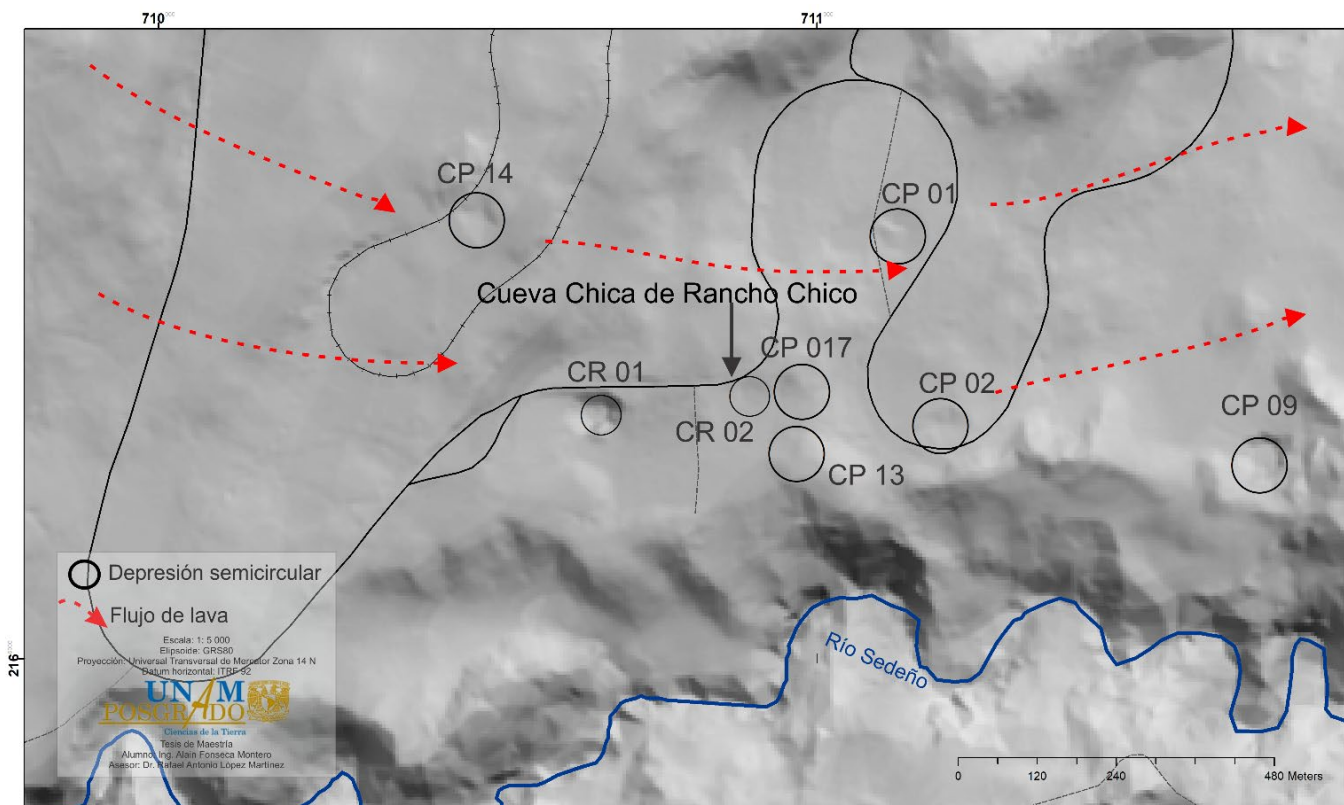 710
711
CP 14
CP 01
Cueva Chica de Rancho Chico
CP 017
CR 01
CP 02
CR 02
CP 09
CP 13
Depresión semicircular
Flujo de lava
Escala: 1: 5 000
Elipsoide: GRS80
Proyección: Universal Transversal de Mercator Zona 14 N
Datum horizontal: ITRF 92
216
Río Sedeño
UNAM
POSGRADO
Ciencias de la Tierra
Tesis de Maestría
Alumno: Ing. Alain Fonseca Montero
Asesor: Dr. Rafael Antonio López Martínez
0 120 240 480 Meters